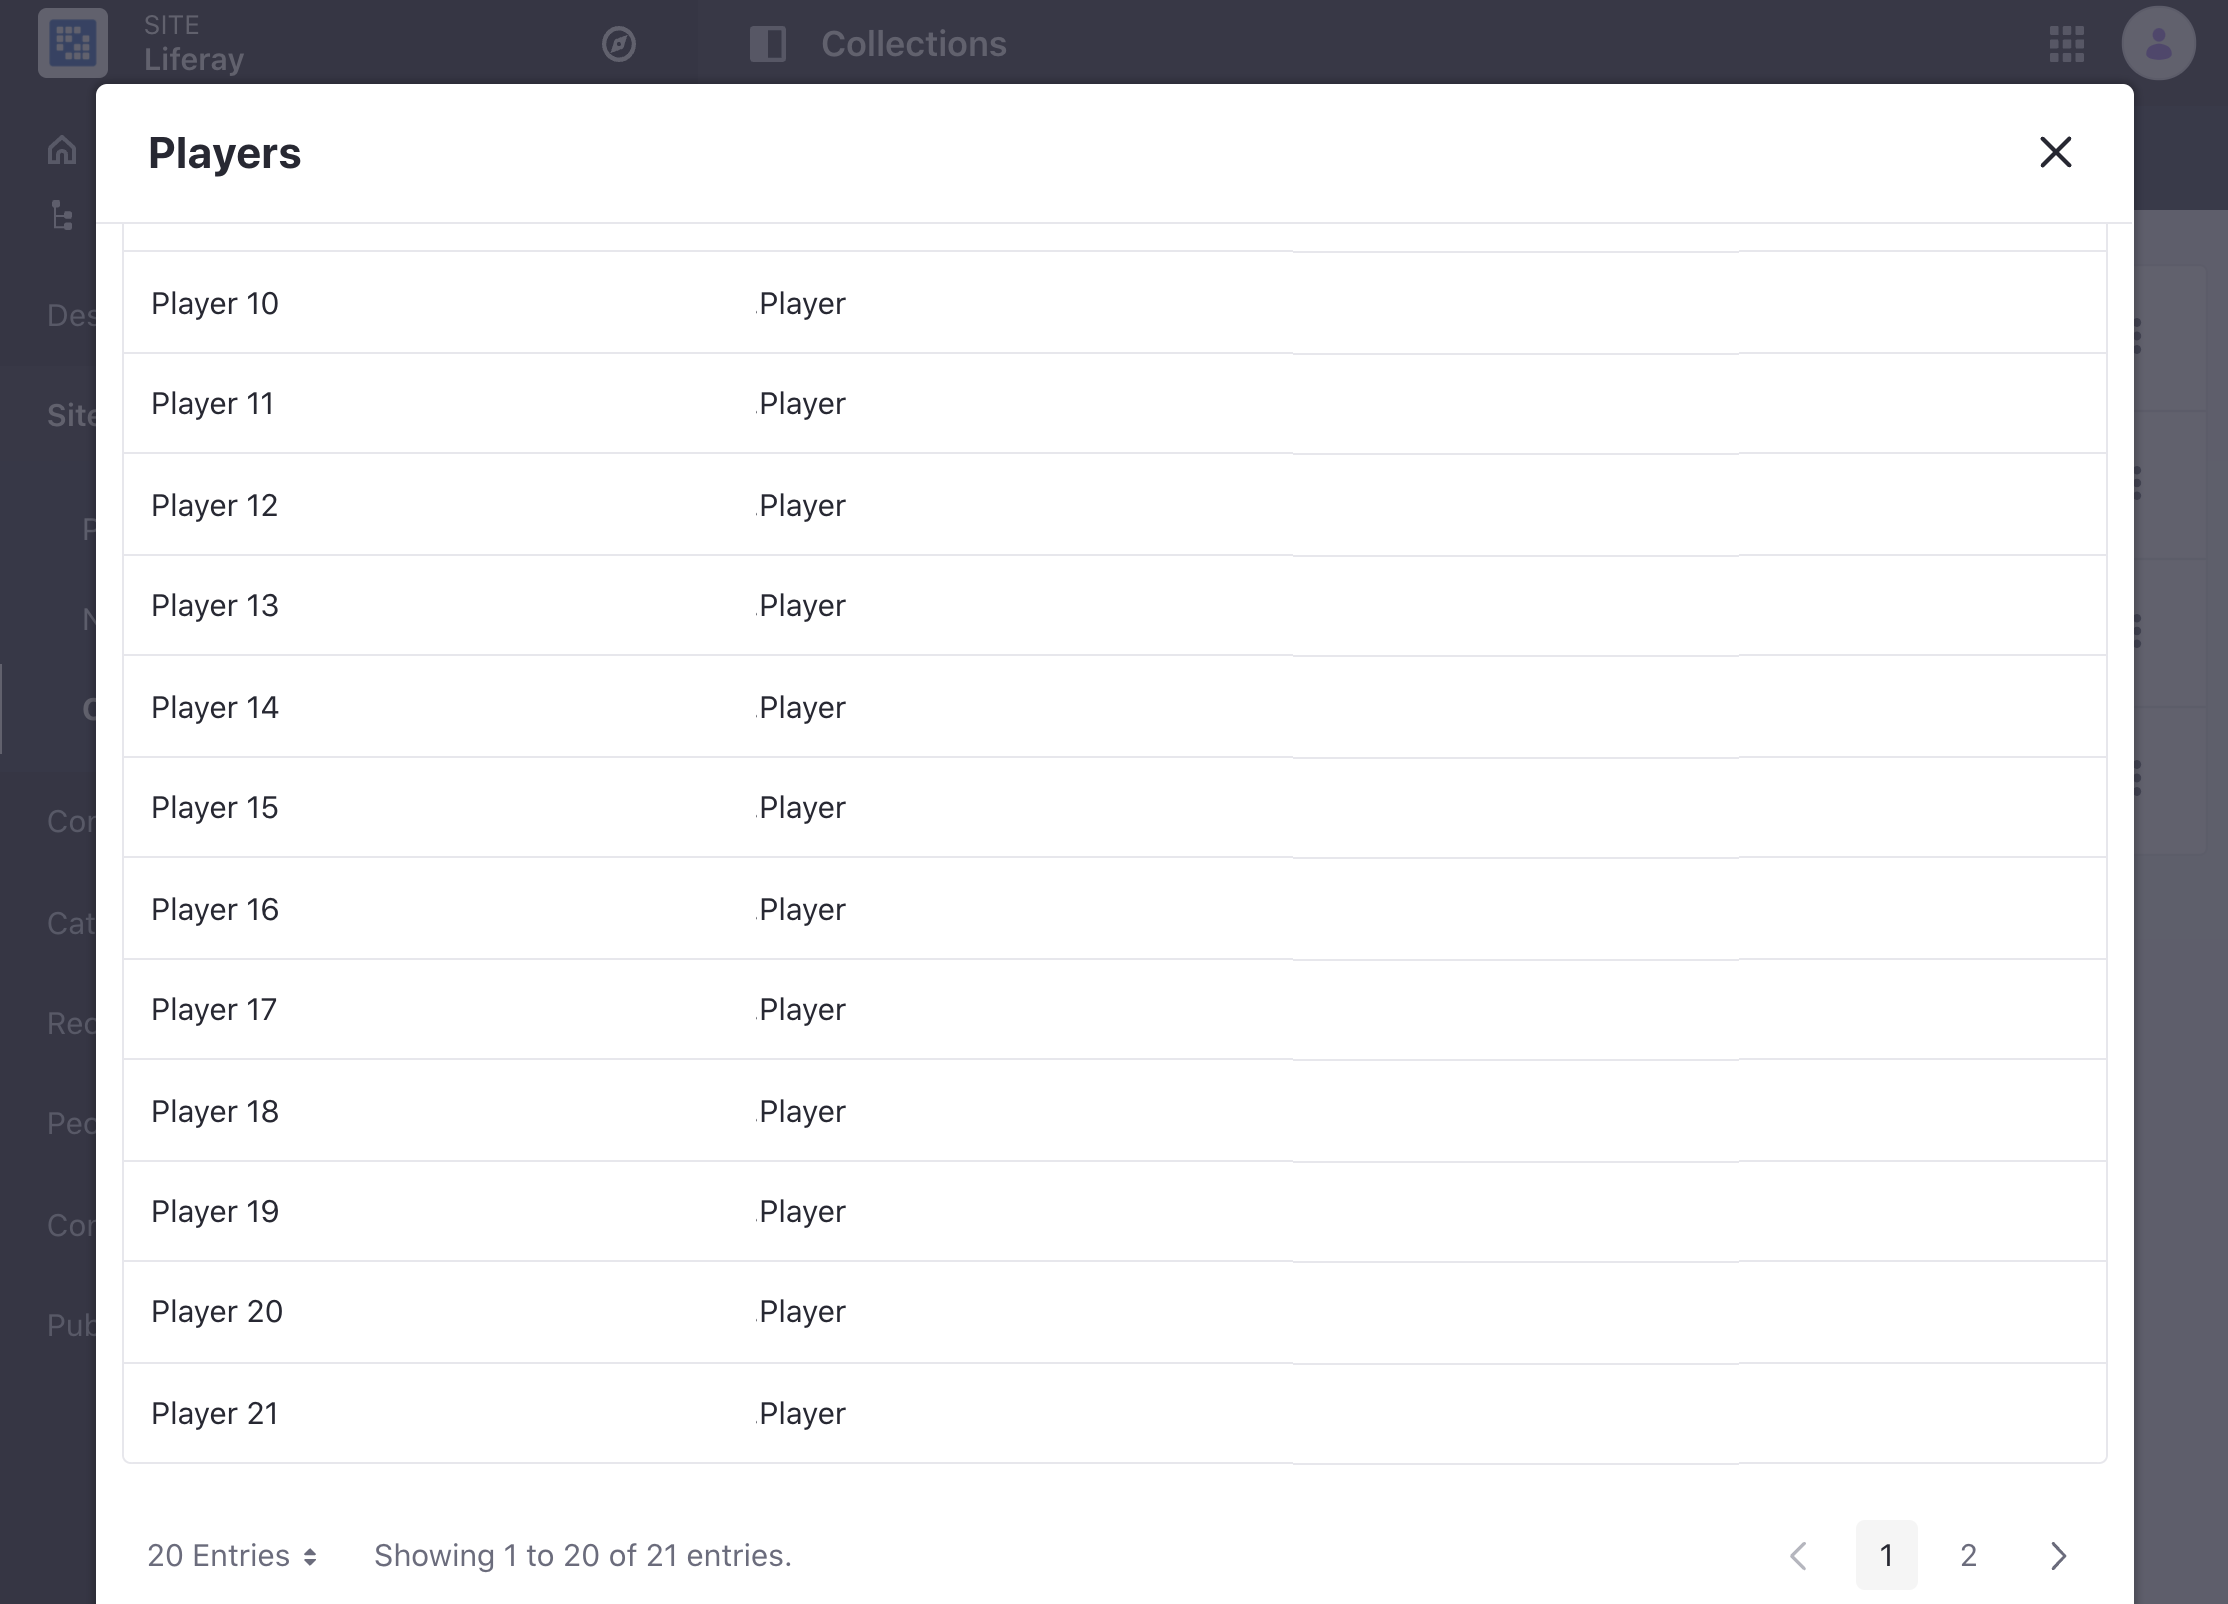 SITE
Liferay
Collections
Players
Des
Site
Player 10 .Player
Player 11 .Player
Player 12 .Player
Player 13 .Player
Player 14 .Player
Player 15 .Player
Player 16 .Player
Player 17 .Player
Player 18 .Player
Player 19 .Player
Player 20 .Player
Player 21 .Player
P
N
C
Con
Cat
Rec
Peo
Con
Pub
20 Entries Showing 1 to 20 of 21 entries. 1 2